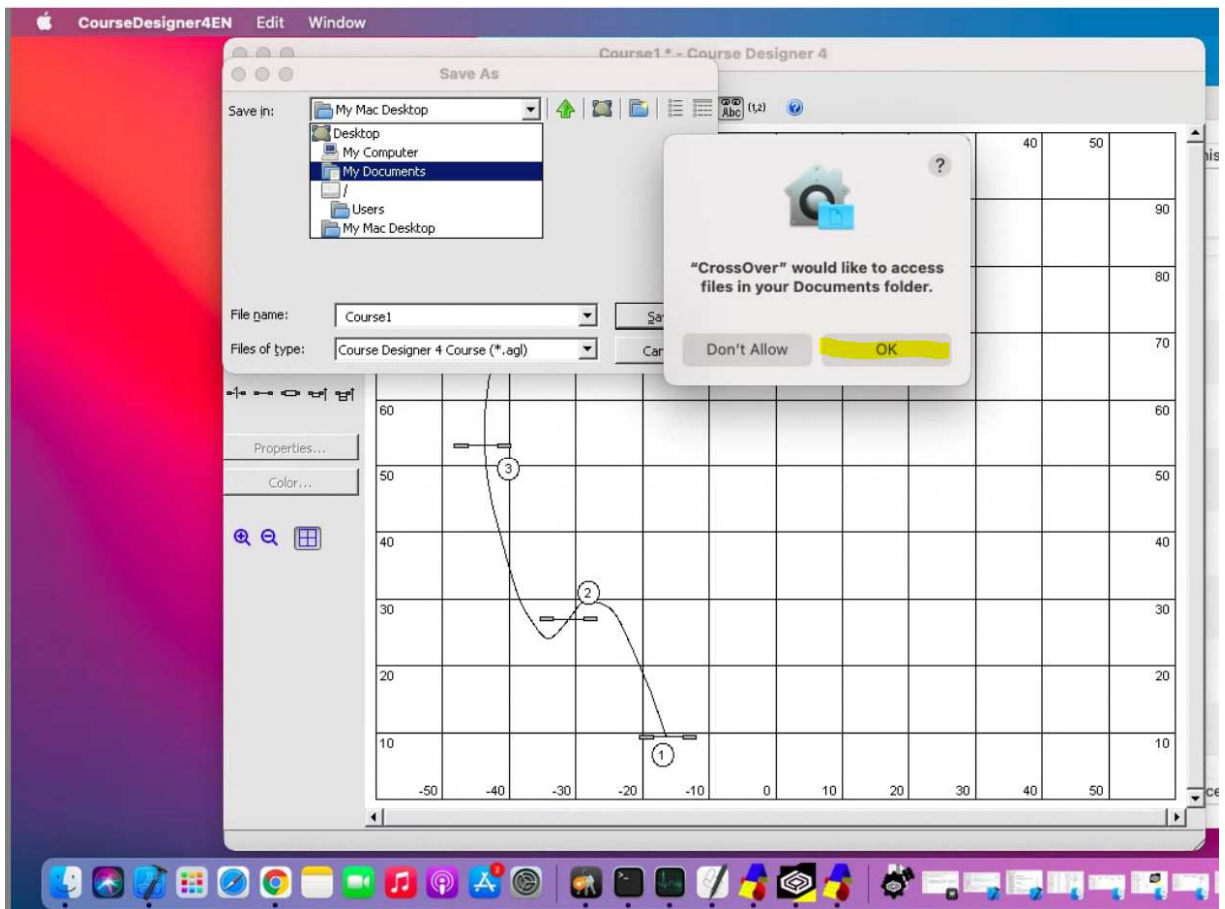 CourseDesigner4EN Edit Window
Course1 * - Course Designer 4
Save As
Save in: My Mac Desktop
Abc (1,2) ?
Desktop
My Computer
My Documents
/
Users
My Mac Desktop
File name: Course1
Files of type: Course Designer 4 Course (*.agl)
?
"CrossOver" would like to access
files in your Documents folder.
Don't Allow OK
40 50
90
80
70
Properties...
Color...
60 60
3
50 50
40 40
2
30 30
20 20
10 10
1
-50 -40 -30 -20 -10 0 10 20 30 40 50